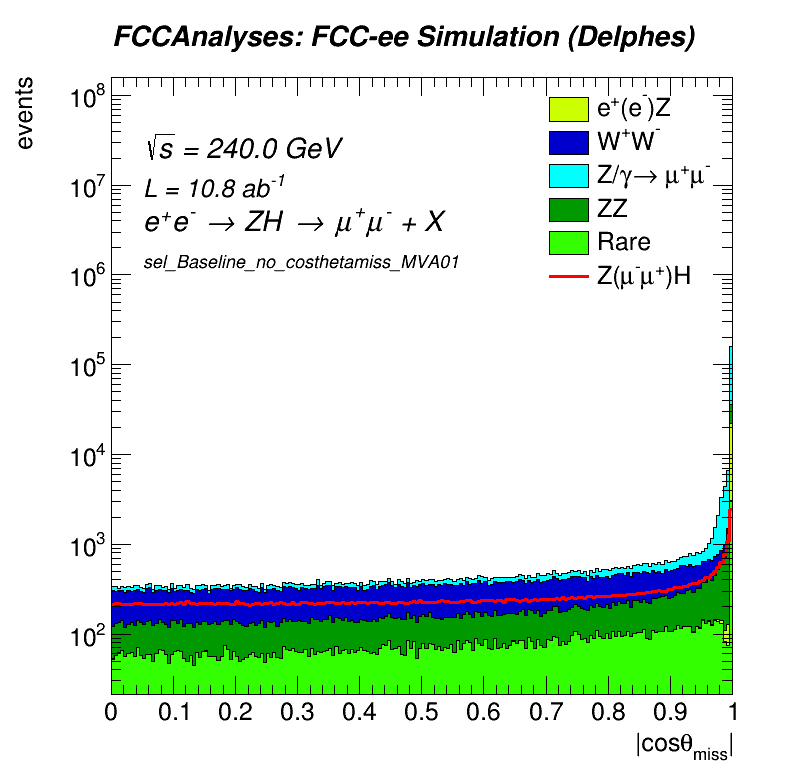 FCCAnalyses: FCC-ee Simulation (Delphes)
events
10⁸
10⁷
10⁶
10⁵
10⁴
10³
10²
√s = 240.0 GeV
L = 10.8 ab⁻¹
e⁺e⁻ → ZH → μ⁺μ⁻ + X
sel_Baseline_no_costhetamiss_MVA01
e⁺(e⁻)Z
W⁺W⁻
Z/γ→ μ⁺μ⁻
ZZ
Rare
Z(μ⁻μ⁺)H
0 0.1 0.2 0.3 0.4 0.5 0.6 0.7 0.8 0.9 1
|cosθ_miss|